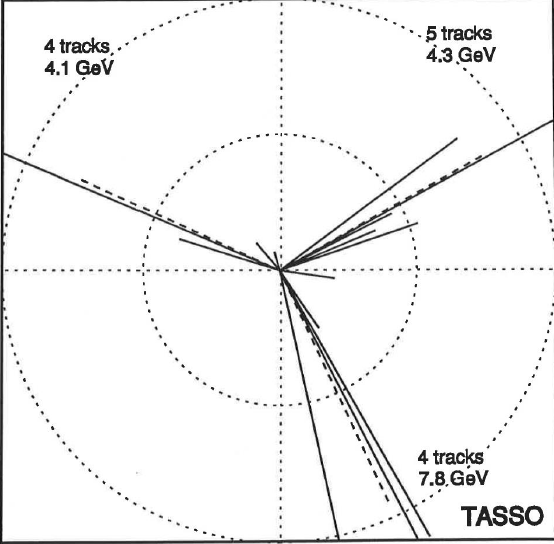 4 tracks
4.1 GeV
5 tracks
4.3 GeV
4 tracks
7.8 GeV
TASSO